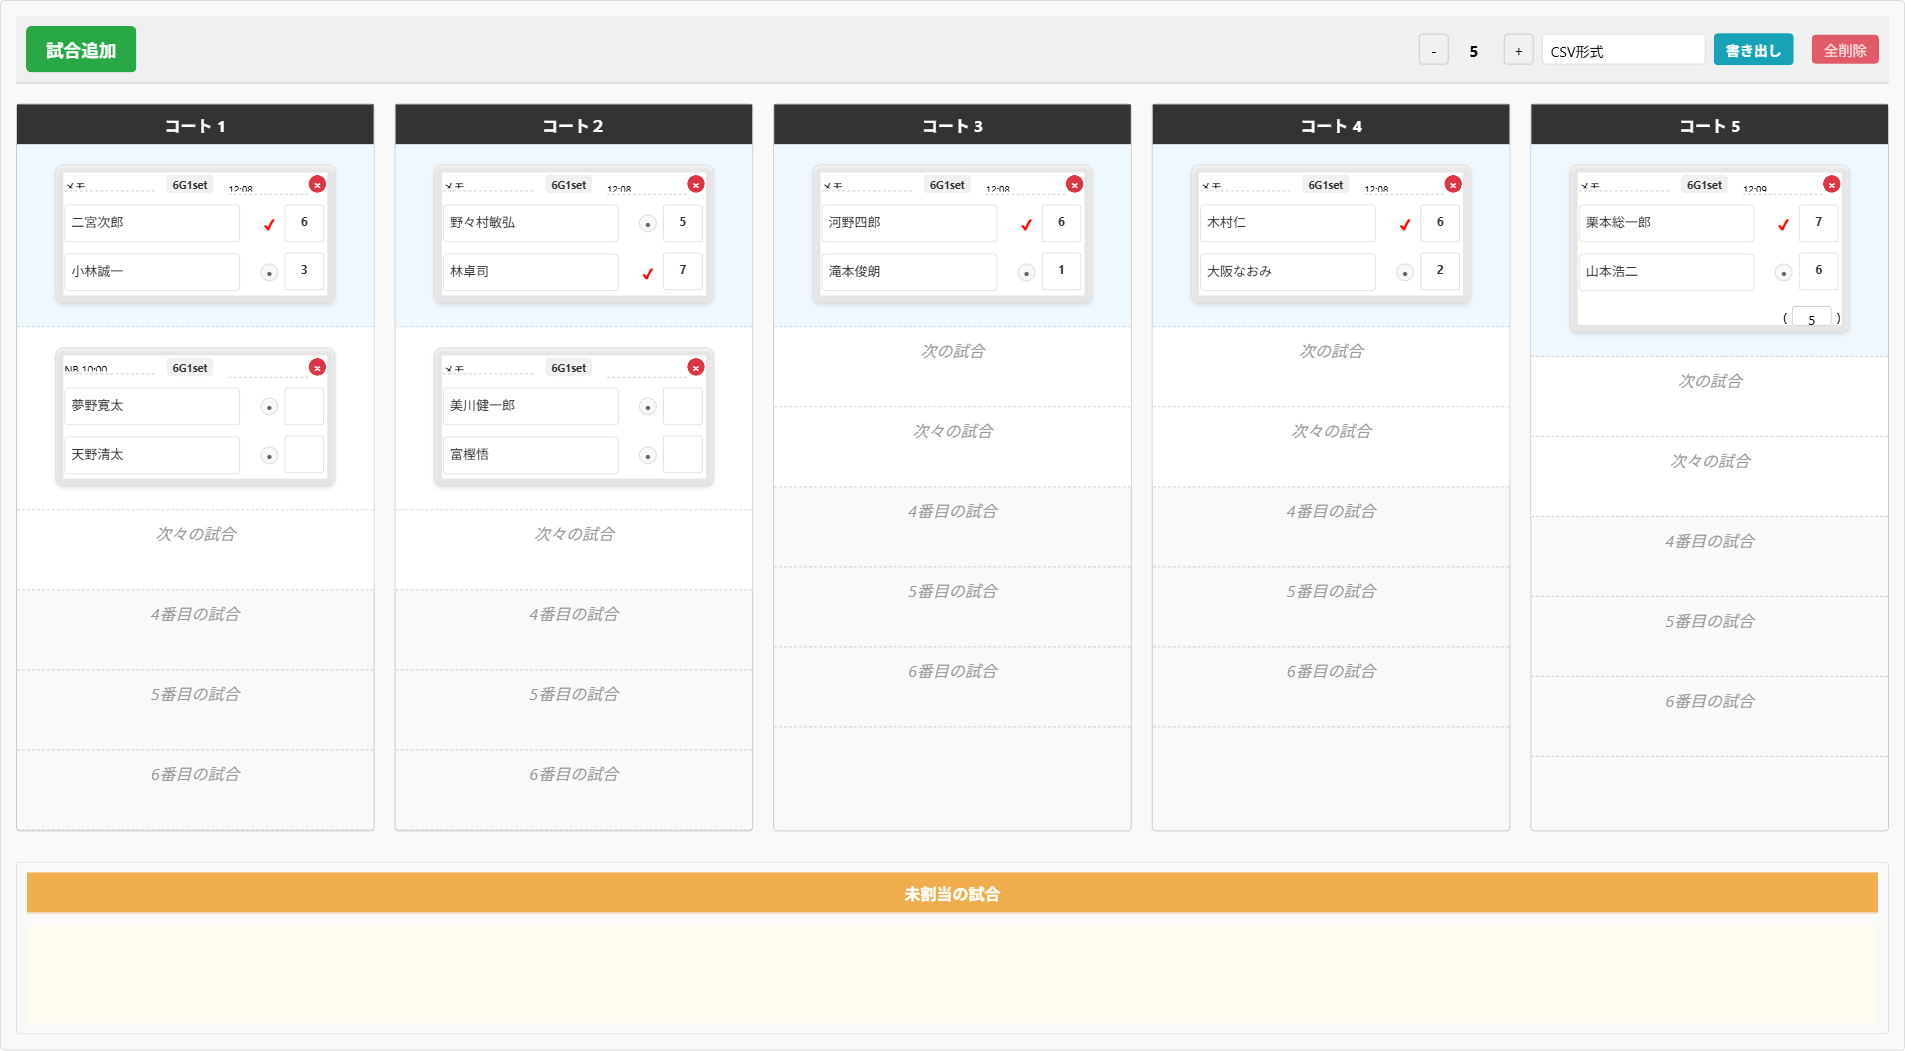 試合追加
- 5 + CSV形式 書き出し 全削除
コート 1
メモ 6G1set 12:08 ×
二宮次郎 ✓ 6
小林誠一 ● 3
NB 10:00 6G1set ×
夢野寛太 ●
天野清太 ●
次々の試合
4番目の試合
5番目の試合
6番目の試合
コート 2
メモ 6G1set 12:08 ×
野々村敏弘 ● 5
林卓司 ✓ 7
メモ 6G1set ×
美川健一郎 ●
富樫悟 ●
次々の試合
4番目の試合
5番目の試合
6番目の試合
コート 3
メモ 6G1set 12:08 ×
河野四郎 ✓ 6
滝本俊朗 ● 1
次の試合
次々の試合
4番目の試合
5番目の試合
6番目の試合
コート 4
メモ 6G1set 12:08 ×
木村仁 ✓ 6
大阪なおみ ● 2
次の試合
次々の試合
4番目の試合
5番目の試合
6番目の試合
コート 5
メモ 6G1set 12:09 ×
栗本総一郎 ✓ 7
山本浩二 ● 6
( 5 )
次の試合
次々の試合
4番目の試合
5番目の試合
6番目の試合
未割当の試合